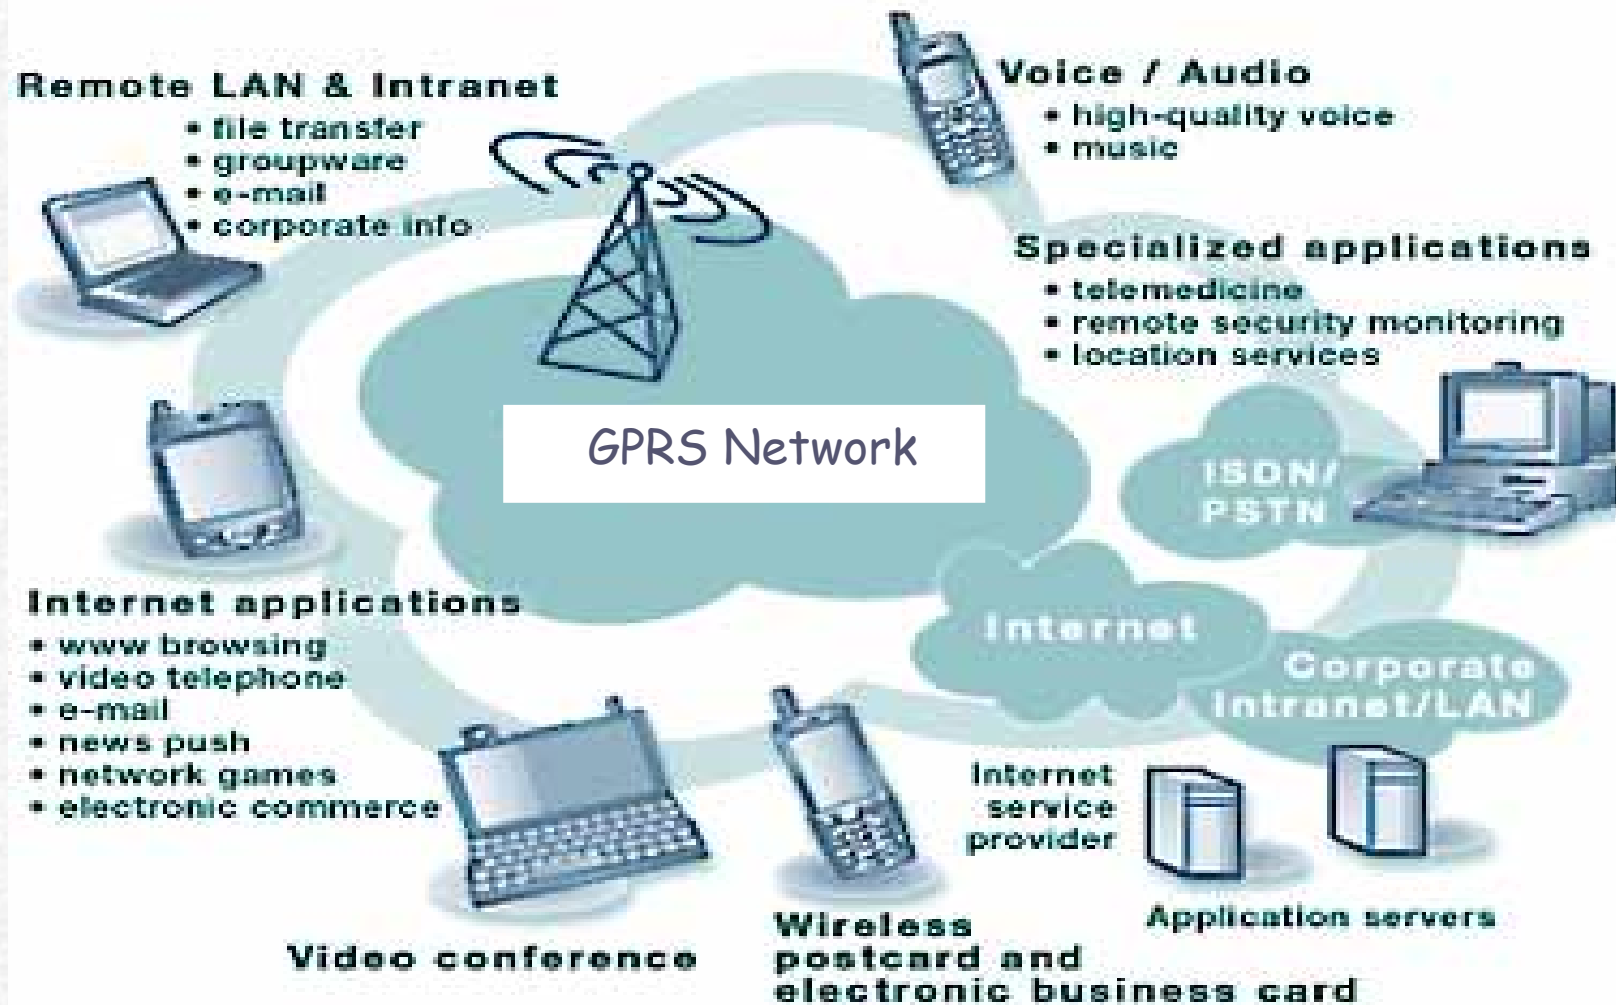 Remote LAN & Intranet
• file transfer
• groupware
• e-mail
• corporate info
Voice / Audio
• high-quality voice
• music
Specialized applications
• telemedicine
• remote security monitoring
• location services
GPRS Network
ISDN/
PSTN
Internet
Corporate
Intranet/LAN
Internet applications
• www browsing
• video telephone
• e-mail
• news push
• network games
• electronic commerce
Internet
service
provider
Application servers
Video conference
Wireless
postcard and
electronic business card